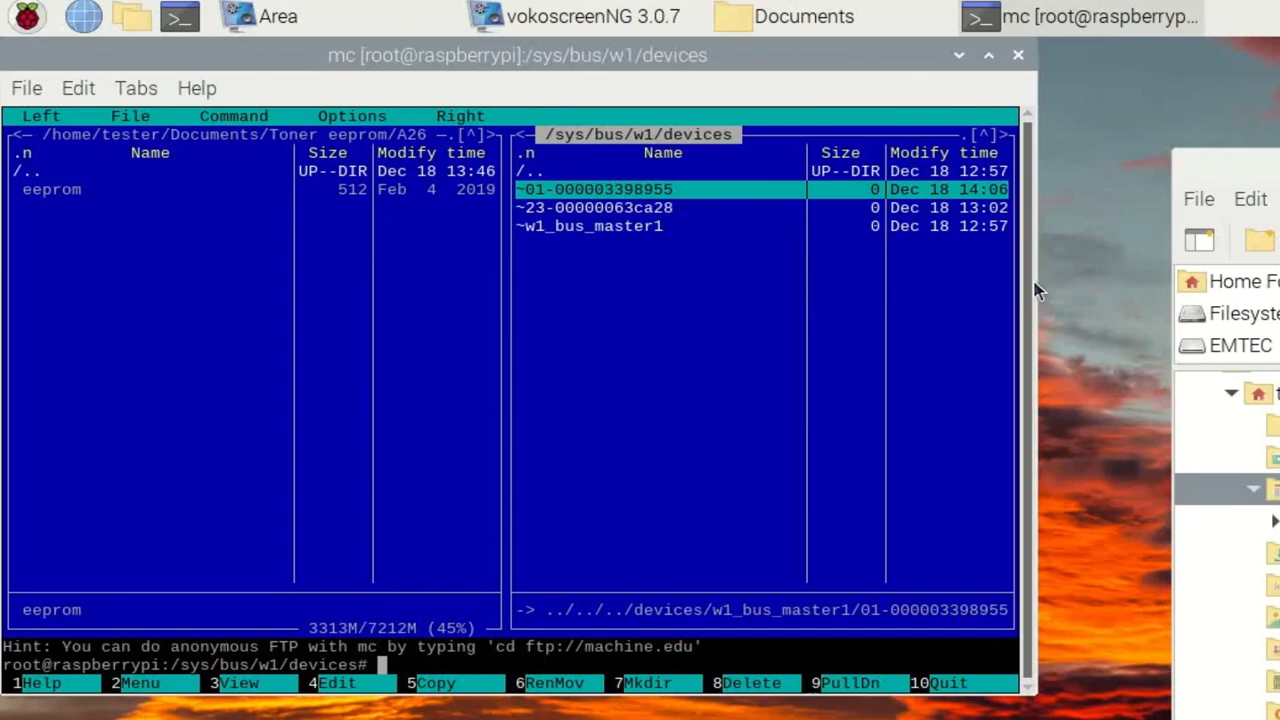 Area
vokoscreenNG 3.0.7
Documents
mc [root@raspberryp...
mc [root@raspberrypi]:/sys/bus/w1/devices
File Edit Tabs Help
Left File Command Options Right
<— /home/tester/Documents/Toner eeprom/A26 —.[^]>
.n Name Size Modify time
/.. UP--DIR Dec 18 13:46
eeprom 512 Feb 4 2019
eeprom
3313M/7212M (45%)
<— /sys/bus/w1/devices .[^]>
.n Name Size Modify time
/.. UP--DIR Dec 18 12:57
~01-000003398955 0 Dec 18 14:06
~23-00000063ca28 0 Dec 18 13:02
~w1_bus_master1 0 Dec 18 12:57
-> ../../../devices/w1_bus_master1/01-000003398955
Hint: You can do anonymous FTP with mc by typing 'cd ftp://machine.edu'
root@raspberrypi:/sys/bus/w1/devices#
1Help 2Menu 3View 4Edit 5Copy 6RenMov 7Mkdir 8Delete 9PullDn 10Quit
File Edit
Home Fo
Filesyste
EMTEC